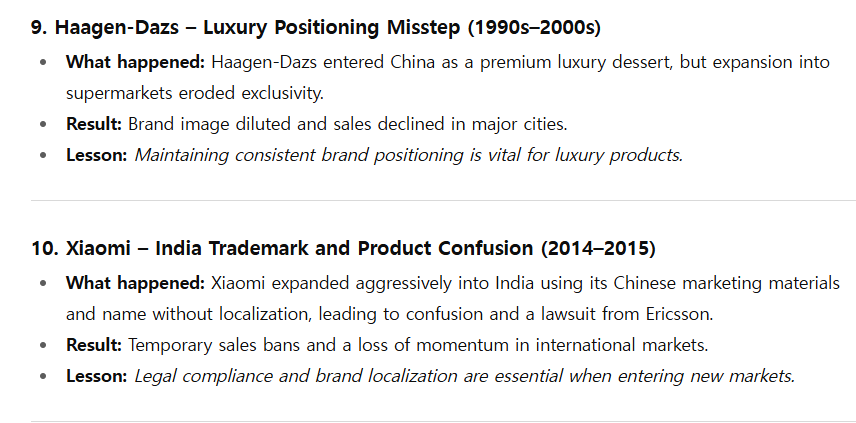 9. Haagen-Dazs – Luxury Positioning Misstep (1990s–2000s)
• What happened: Haagen-Dazs entered China as a premium luxury dessert, but expansion into
supermarkets eroded exclusivity.
• Result: Brand image diluted and sales declined in major cities.
• Lesson: Maintaining consistent brand positioning is vital for luxury products.
10. Xiaomi – India Trademark and Product Confusion (2014–2015)
• What happened: Xiaomi expanded aggressively into India using its Chinese marketing materials
and name without localization, leading to confusion and a lawsuit from Ericsson.
• Result: Temporary sales bans and a loss of momentum in international markets.
• Lesson: Legal compliance and brand localization are essential when entering new markets.